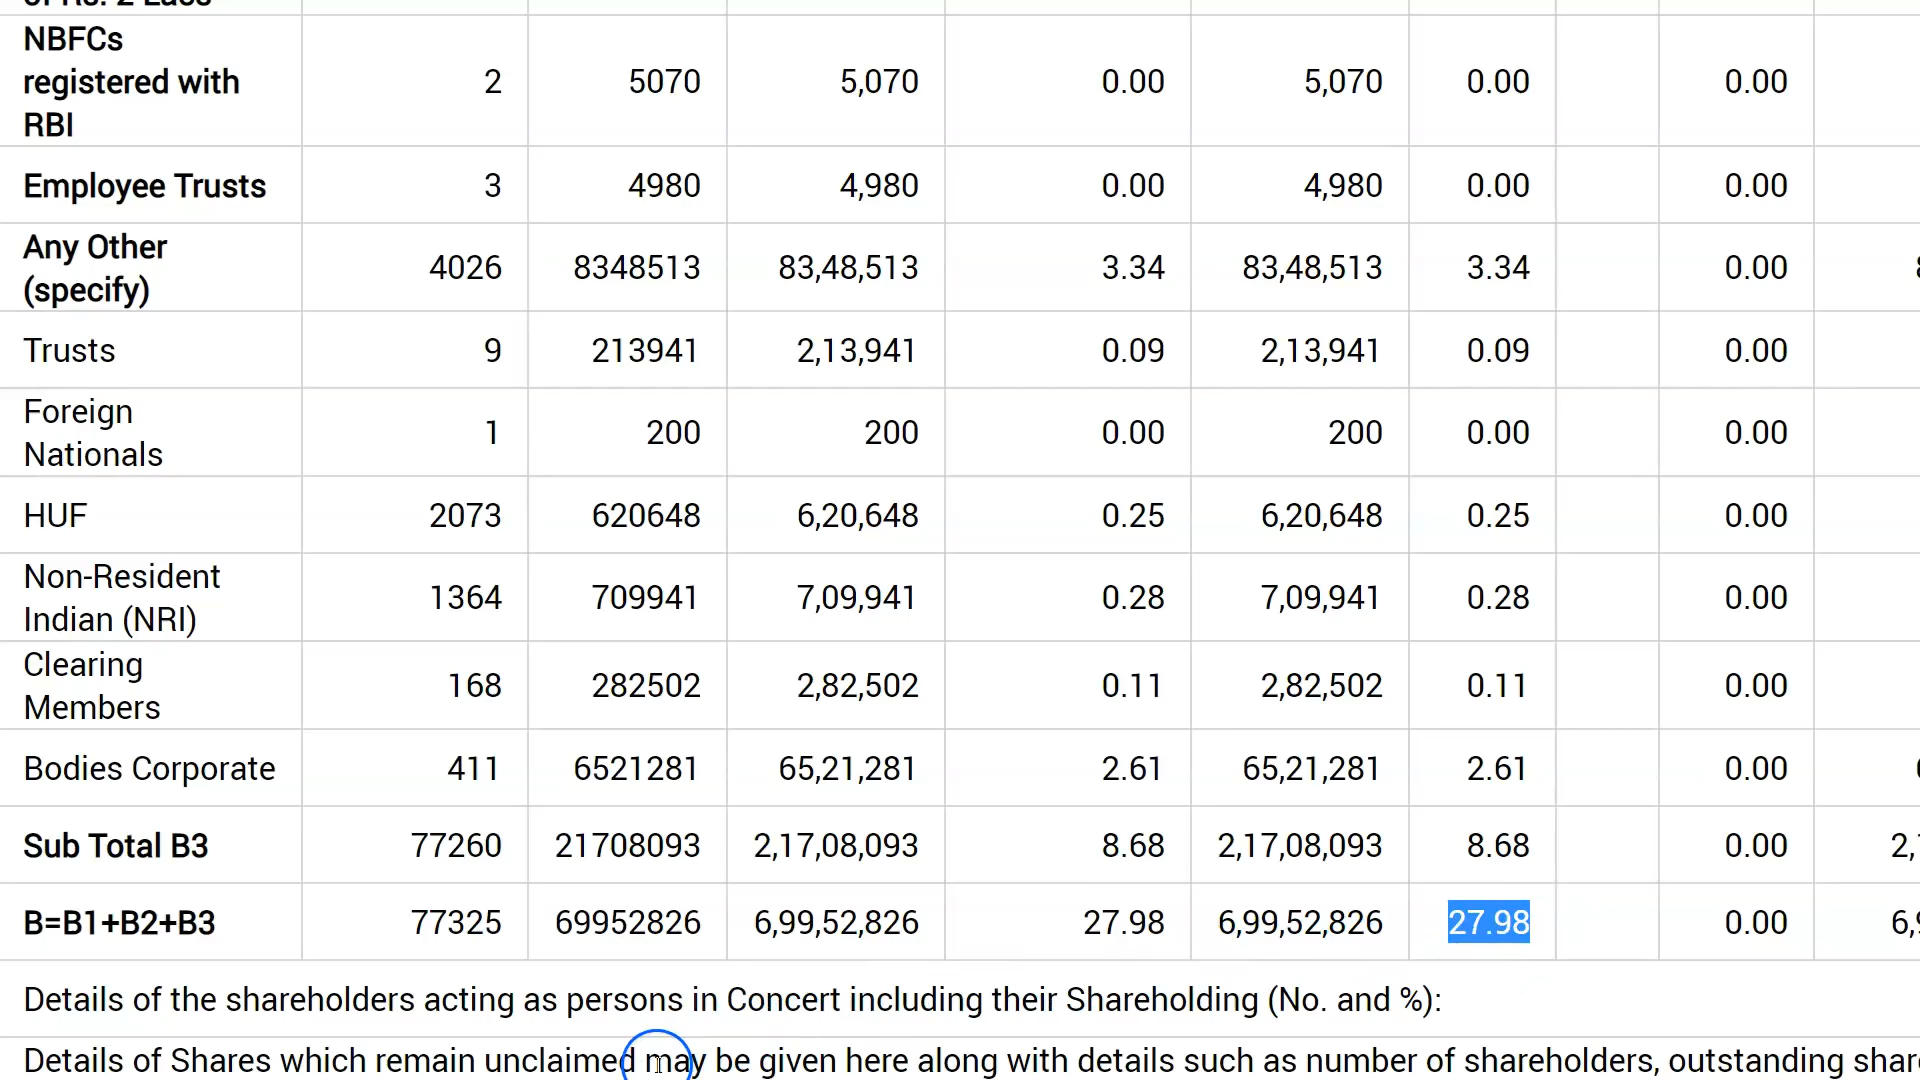 of Rs. 2 Lacs
NBFCs
registered with
RBI
2 5070 5,070 0.00 5,070 0.00 0.00
Employee Trusts 3 4980 4,980 0.00 4,980 0.00 0.00
Any Other
(specify)
4026 8348513 83,48,513 3.34 83,48,513 3.34 0.00
Trusts 9 213941 2,13,941 0.09 2,13,941 0.09 0.00
Foreign
Nationals
1 200 200 0.00 200 0.00 0.00
HUF 2073 620648 6,20,648 0.25 6,20,648 0.25 0.00
Non-Resident
Indian (NRI)
1364 709941 7,09,941 0.28 7,09,941 0.28 0.00
Clearing
Members
168 282502 2,82,502 0.11 2,82,502 0.11 0.00
Bodies Corporate 411 6521281 65,21,281 2.61 65,21,281 2.61 0.00
Sub Total B3 77260 21708093 2,17,08,093 8.68 2,17,08,093 8.68 0.00
B=B1+B2+B3 77325 69952826 6,99,52,826 27.98 6,99,52,826 27.98 0.00
Details of the shareholders acting as persons in Concert including their Shareholding (No. and %):
Details of Shares which remain unclaimed may be given here along with details such as number of shareholders, outstanding